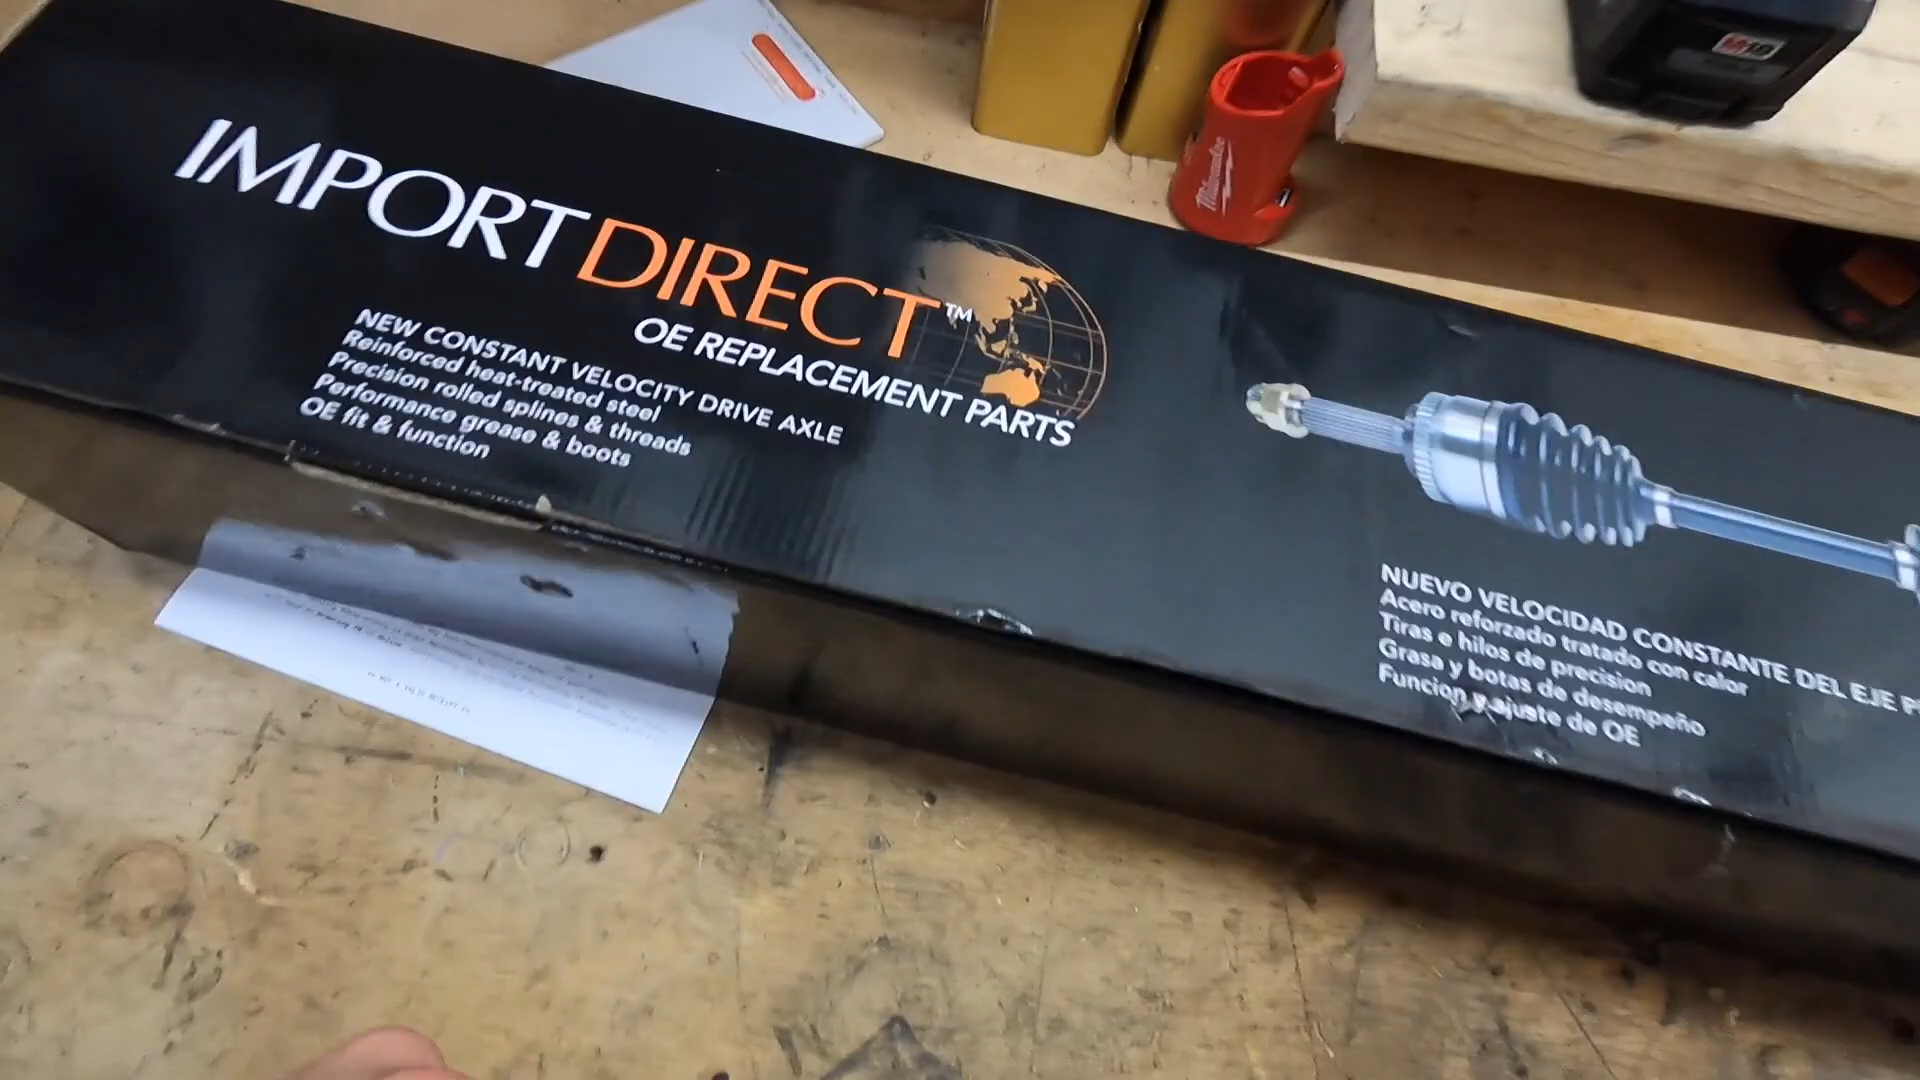 IMPORT DIRECT™
OE REPLACEMENT PARTS
NEW CONSTANT VELOCITY DRIVE AXLE
Reinforced heat-treated steel
Precision rolled splines & threads
Performance grease & boots
OE fit & function
NUEVO VELOCIDAD CONSTANTE DEL EJE
Acero reforzado tratado con calor
Tiras e hilos de precision
Grasa y botas de desempeño
Funcion y ajuste de OE
Milwaukee